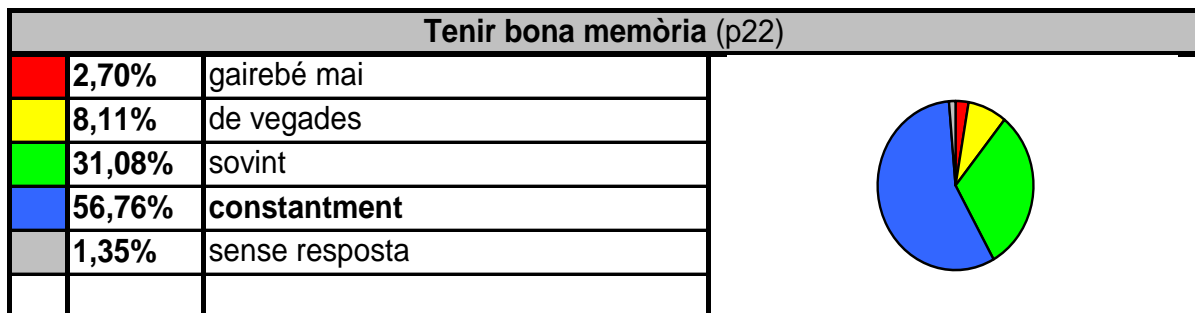 Tenir bona memòria (p22)
2,70% gairebé mai
8,11% de vegades
31,08% sovint
56,76% constantment
1,35% sense resposta